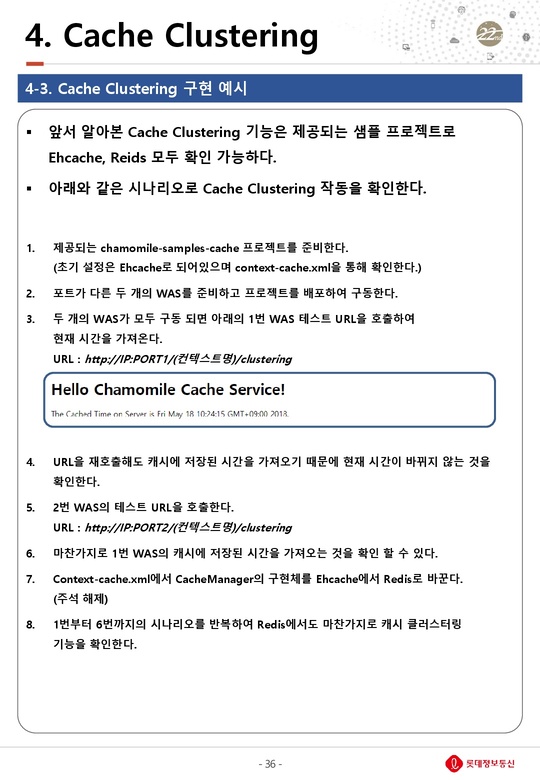 4. Cache Clustering
22nd
4-3. Cache Clustering 구현 예시
▪ 앞서 알아본 Cache Clustering 기능은 제공되는 샘플 프로젝트로
Ehcache, Reids 모두 확인 가능하다.
▪ 아래와 같은 시나리오로 Cache Clustering 작동을 확인한다.
1. 제공되는 chamomile-samples-cache 프로젝트를 준비한다.
(초기 설정은 Ehcache로 되어있으며 context-cache.xml을 통해 확인한다.)
2. 포트가 다른 두 개의 WAS를 준비하고 프로젝트를 배포하여 구동한다.
3. 두 개의 WAS가 모두 구동 되면 아래의 1번 WAS 테스트 URL을 호출하여
현재 시간을 가져온다.
URL : http://IP:PORT1/(컨텍스트명)/clustering
Hello Chamomile Cache Service!
The Cached Time on Server is Fri May 18 10:24:15 GMT+09:00 2018.
4. URL을 재호출해도 캐시에 저장된 시간을 가져오기 때문에 현재 시간이 바뀌지 않는 것을
확인한다.
5. 2번 WAS의 테스트 URL을 호출한다.
URL : http://IP:PORT2/(컨텍스트명)/clustering
6. 마찬가지로 1번 WAS의 캐시에 저장된 시간을 가져오는 것을 확인 할 수 있다.
7. Context-cache.xml에서 CacheManager의 구현체를 Ehcache에서 Redis로 바꾼다.
(주석 해제)
8. 1번부터 6번까지의 시나리오를 반복하여 Redis에서도 마찬가지로 캐시 클러스터링
기능을 확인한다.
- 36 -
롯데정보통신